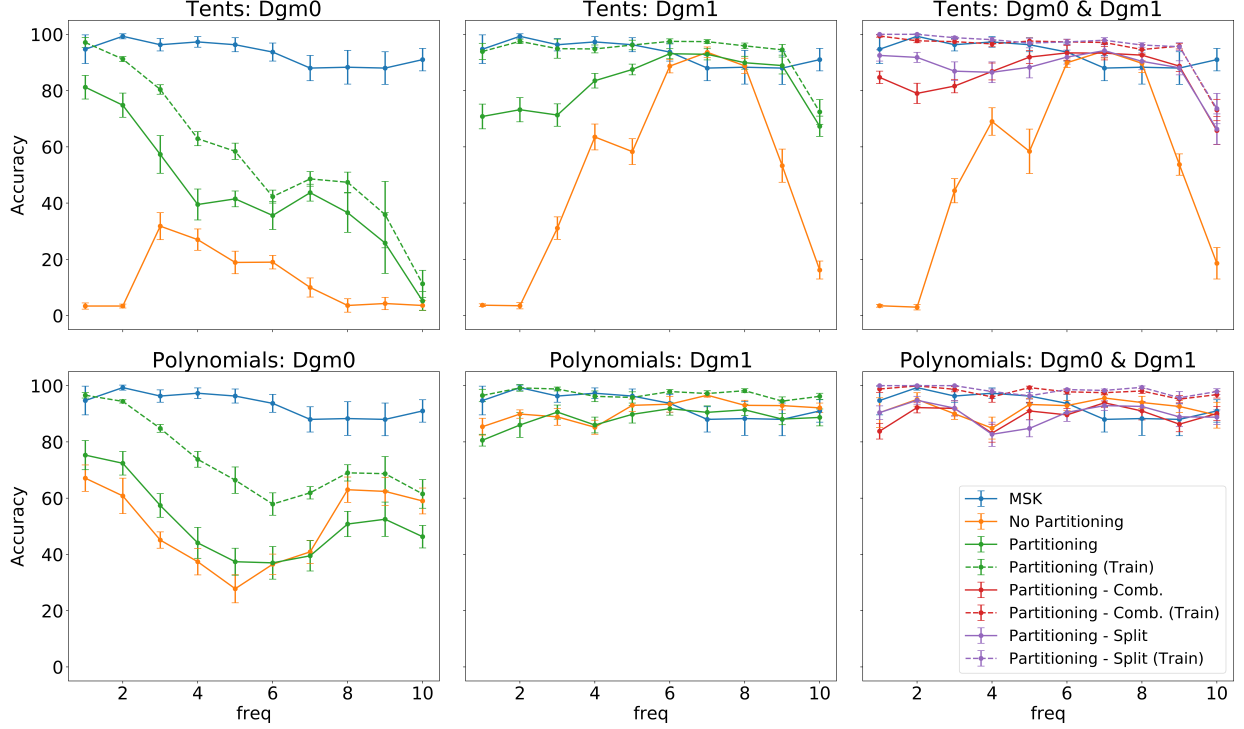 Tents: Dgm0
Tents: Dgm1
Tents: Dgm0 & Dgm1
100
80
60
40
20
0
Accuracy
Polynomials: Dgm0
Polynomials: Dgm1
Polynomials: Dgm0 & Dgm1
100
80
60
40
20
0
Accuracy
MSK
No Partitioning
Partitioning
Partitioning (Train)
Partitioning - Comb.
Partitioning - Comb. (Train)
Partitioning - Split
Partitioning - Split (Train)
2 4 6 8 10
2 4 6 8 10
2 4 6 8 10
freq
freq
freq